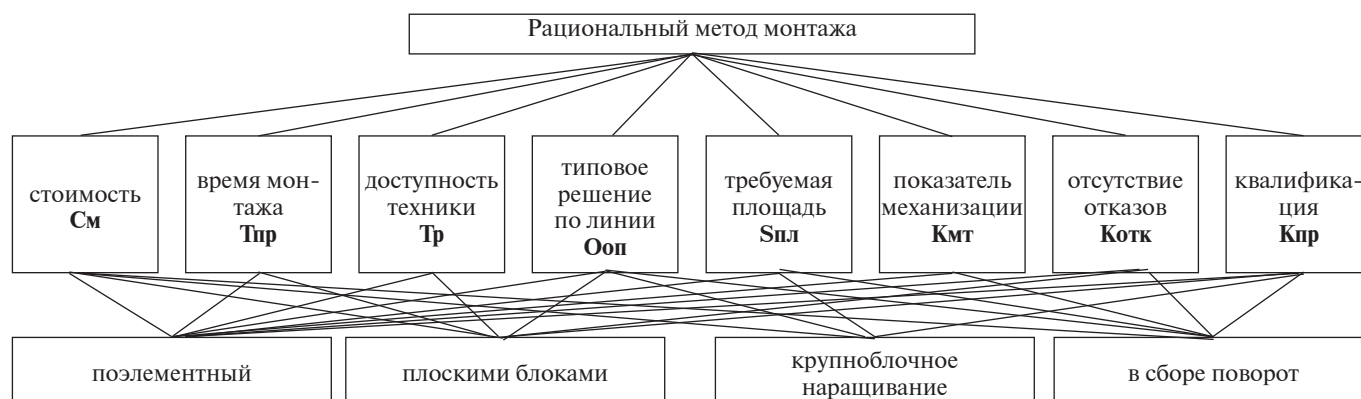 Рациональный метод монтажа
стоимость
См
время мон-
тажа
Тпр
доступность
техники
Тр
типовое
решение
по линии
Ооп
требуемая
площадь
Sпл
показатель
механизации
Кмт
отсутствие
отказов
Котк
квалифика-
ция
Кпр
поэлементный
плоскими блоками
крупноблочное
наращивание
в сборе поворот